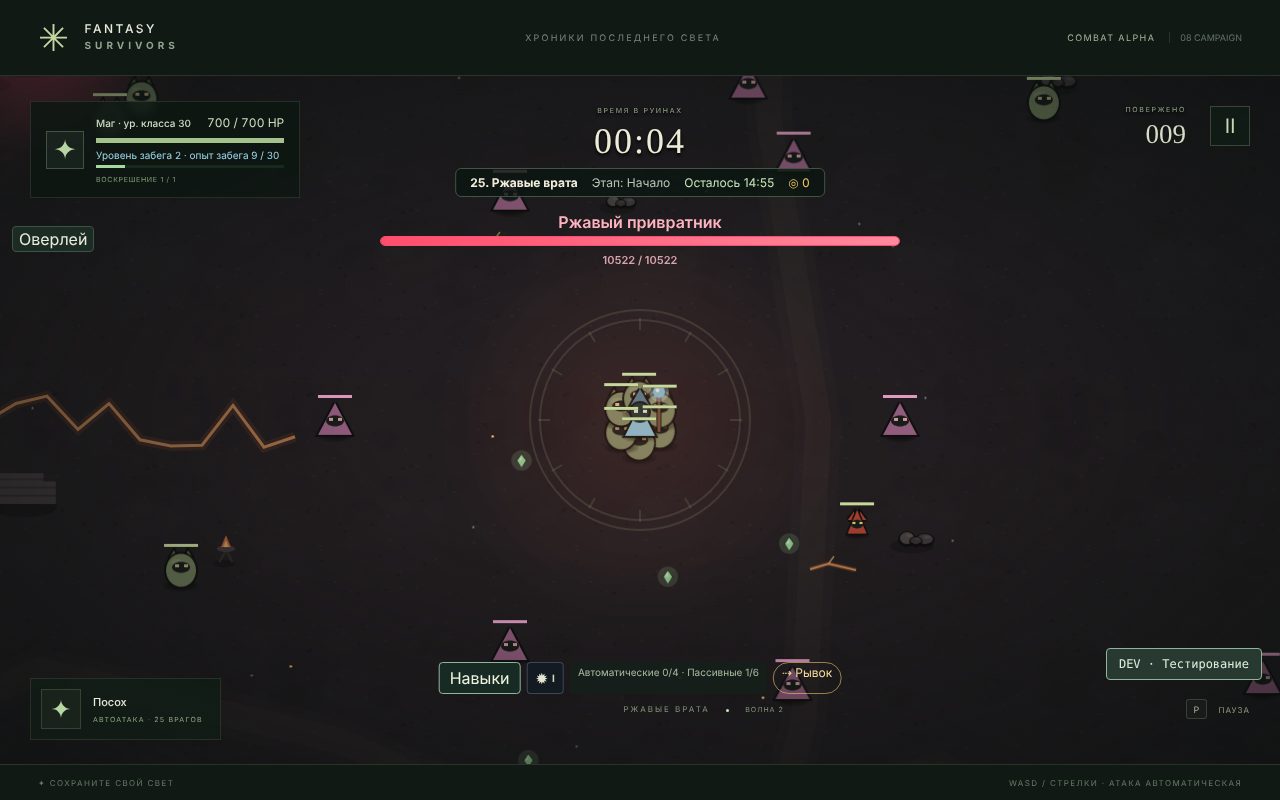 FANTASY
SURVIVORS
ХРОНИКИ ПОСЛЕДНЕГО СВЕТА
COMBAT ALPHA
08 CAMPAIGN
Маг · ур. класса 30
700 / 700 HP
Уровень забега 2 · опыт забега 9 / 30
ВОСКРЕШЕНИЕ 1 / 1
ВРЕМЯ В РУИНАХ
00:04
ПОВЕРЖЕНО
009
25. Ржавые врата
Этап: Начало
Осталось 14:55
◎ 0
Оверлей
Ржавый привратник
10522 / 10522
Навыки
I
Автоматические 0/4 · Пассивные 1/6
⇢ Рывок
РЖАВЫЕ ВРАТА • ВОЛНА 2
Посох
АВТОАТАКА · 25 ВРАГОВ
DEV · Тестирование
P
ПАУЗА
✦ СОХРАНИТЕ СВОЙ СВЕТ
WASD / СТРЕЛКИ · АТАКА АВТОМАТИЧЕСКАЯ